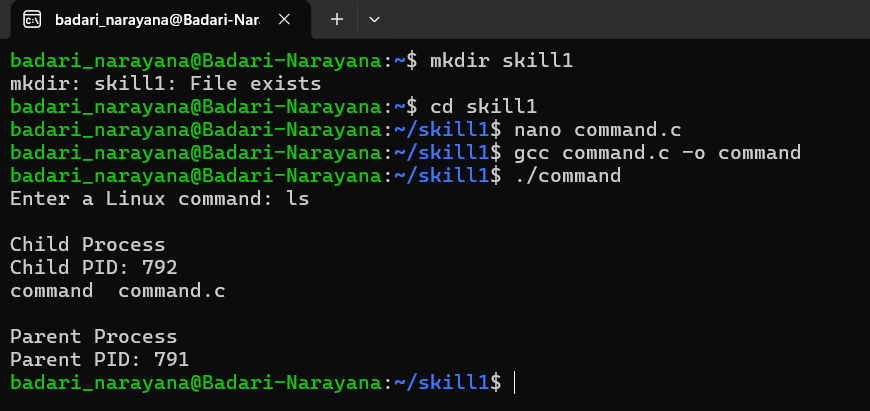 badari_narayana@Badari-Nar
badari_narayana@Badari-Narayana:~$ mkdir skill1
mkdir: skill1: File exists
badari_narayana@Badari-Narayana:~$ cd skill1
badari_narayana@Badari-Narayana:~/skill1$ nano command.c
badari_narayana@Badari-Narayana:~/skill1$ gcc command.c -o command
badari_narayana@Badari-Narayana:~/skill1$ ./command
Enter a Linux command: ls
Child Process
Child PID: 792
command  command.c
Parent Process
Parent PID: 791
badari_narayana@Badari-Narayana:~/skill1$